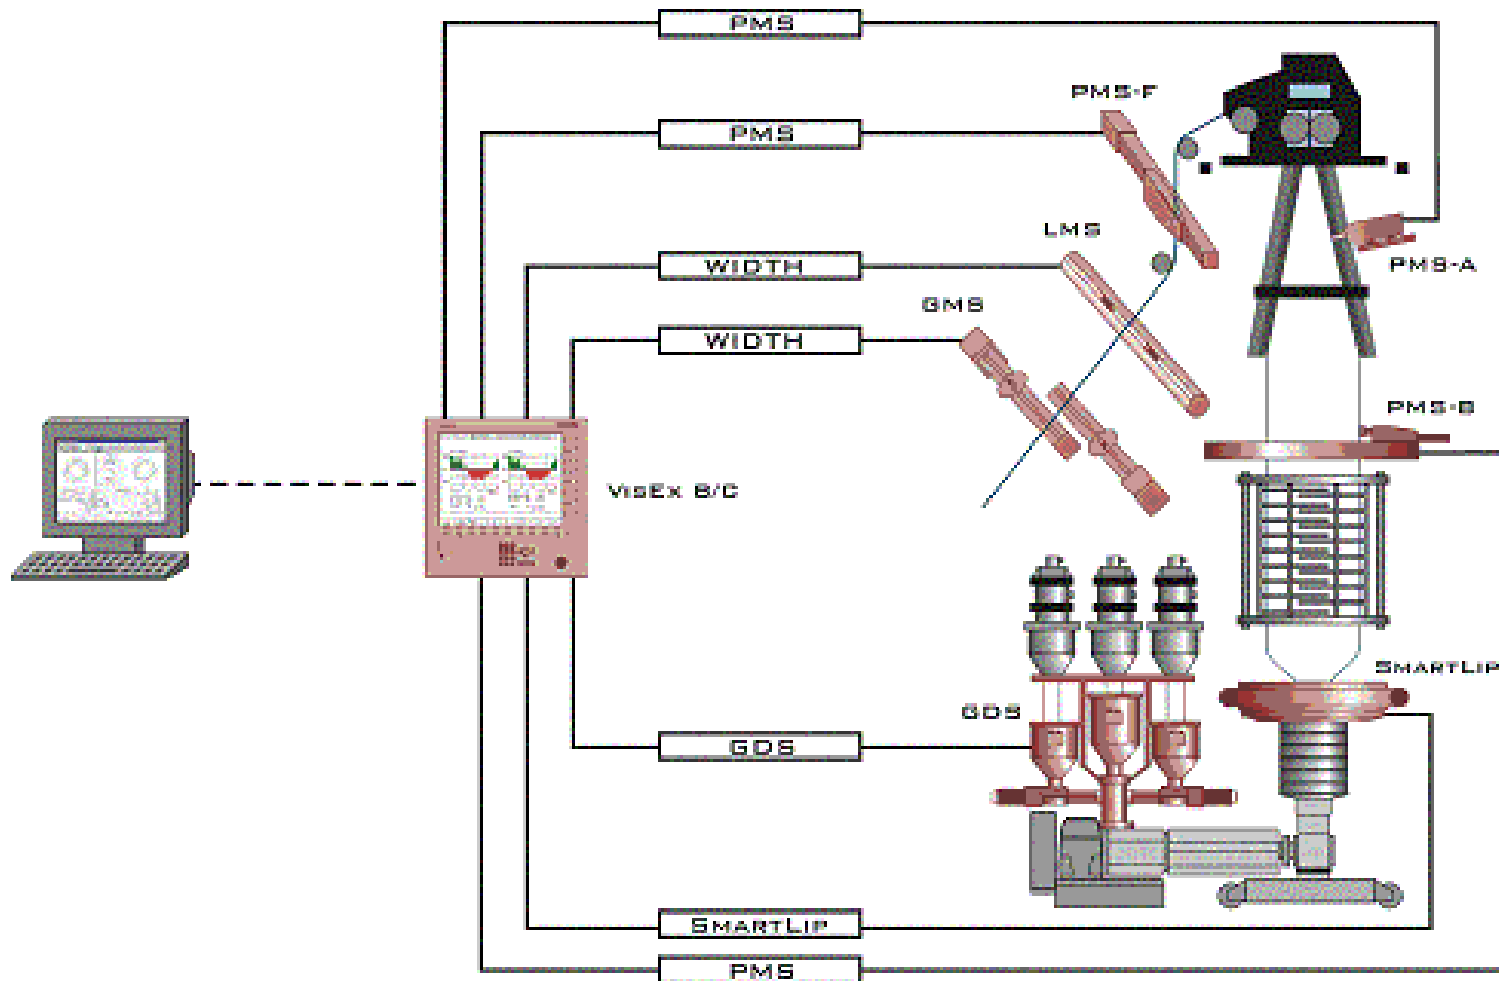 PMS
PMS-F
PMS
LMS
PMS-A
WIDTH
GMS
WIDTH
PMS-B
VisEx B/C
SmartLip
GDS
GDS
SmartLip
PMS